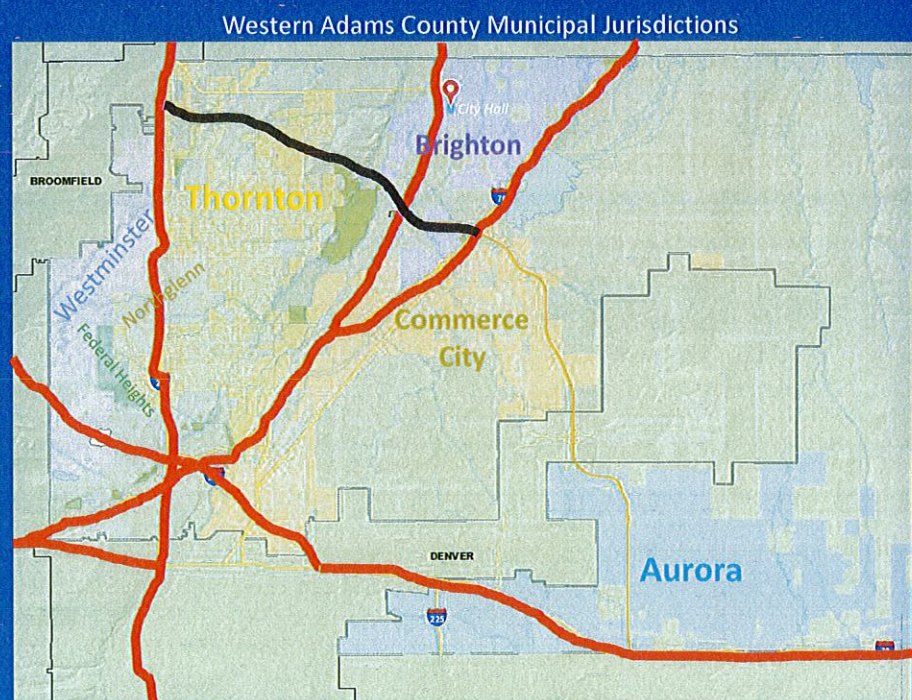 Western Adams County Municipal Jurisdictions
City Hall
Brighton
BROOMFIELD
Thornton
Westminster
Northglenn
Commerce
City
Federal Heights
DENVER
Aurora
225